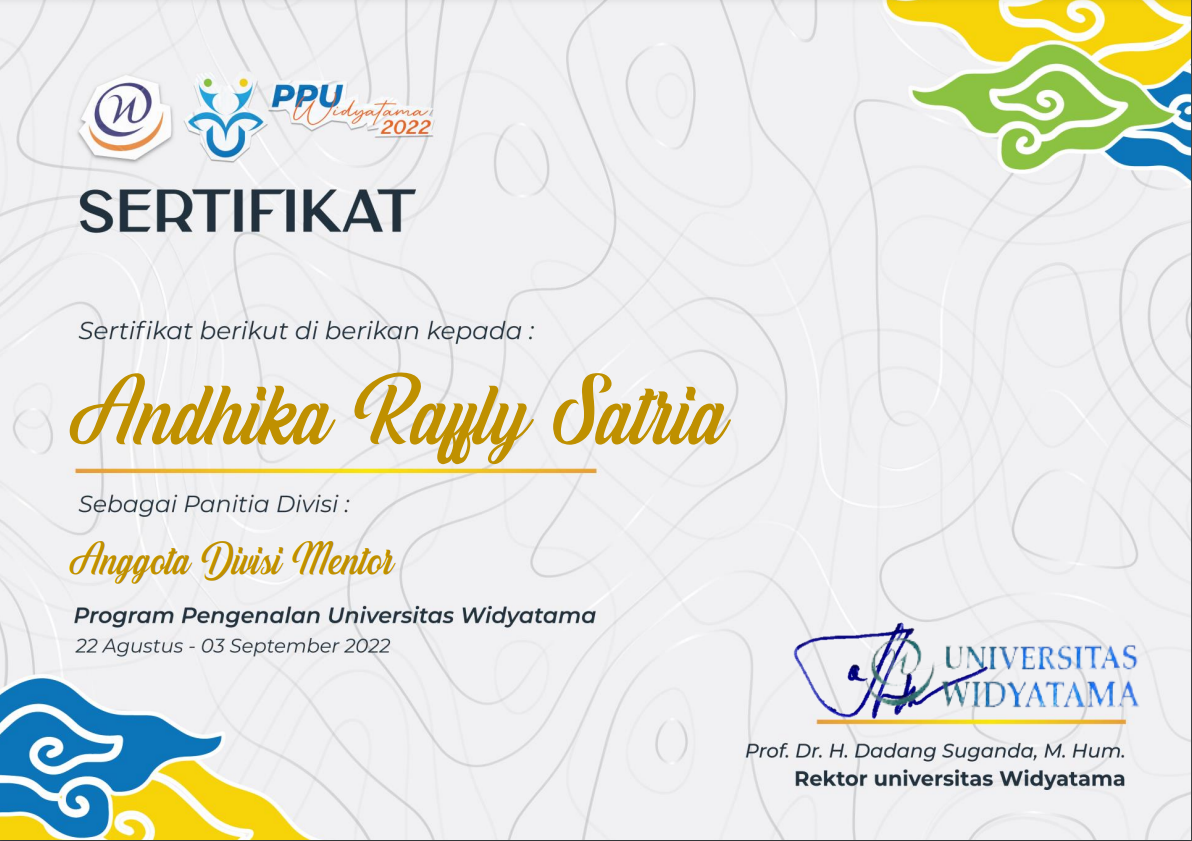 PPU
Widyatama
2022
SERTIFIKAT
Sertifikat berikut di berikan kepada :
Andhika Raffly Satria
Sebagai Panitia Divisi :
Anggota Divisi Mentor
Program Pengenalan Universitas Widyatama
22 Agustus - 03 September 2022
UNIVERSITAS
WIDYATAMA
Prof. Dr. H. Dadang Suganda, M. Hum.
Rektor universitas Widyatama